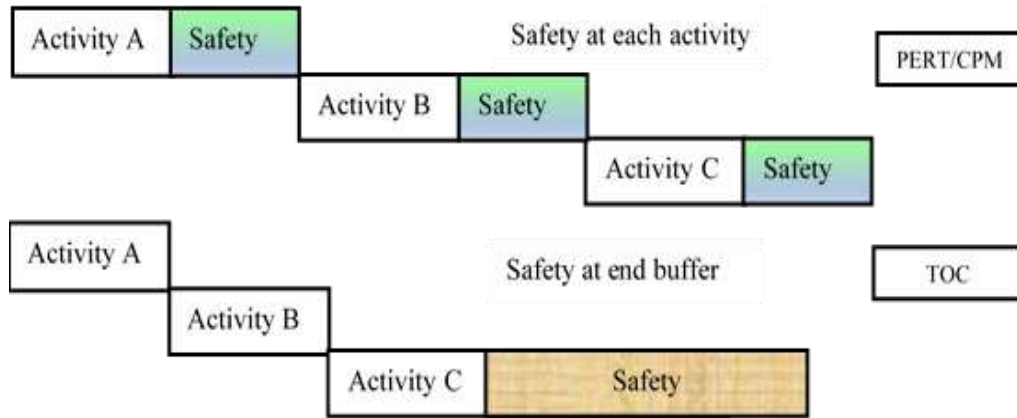 Activity A Safety
Safety at each activity
PERT/CPM
Activity B Safety
Activity C Safety
Activity A
Safety at end buffer
TOC
Activity B
Activity C Safety